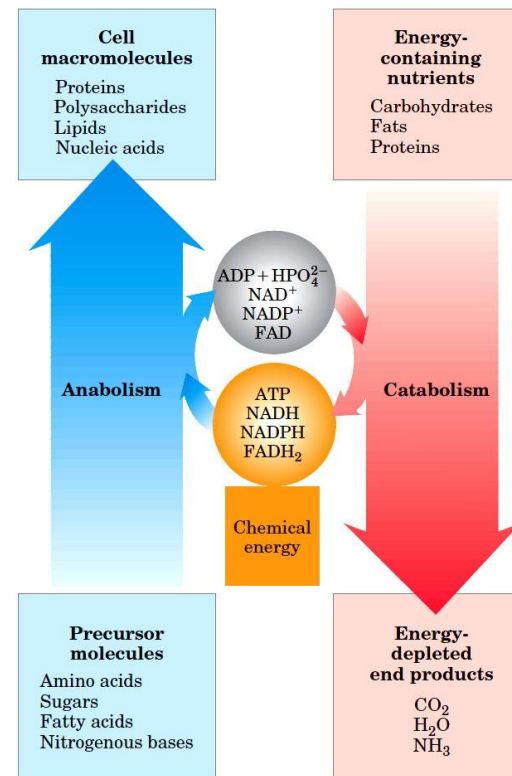 Cell
macromolecules
Proteins
Polysaccharides
Lipids
Nucleic acids
Energy-
containing
nutrients
Carbohydrates
Fats
Proteins
ADP + HPO₄²⁻
NAD⁺
NADP⁺
FAD
Anabolism
Catabolism
ATP
NADH
NADPH
FADH₂
Chemical
energy
Precursor
molecules
Amino acids
Sugars
Fatty acids
Nitrogenous bases
Energy-
depleted
end products
CO₂
H₂O
NH₃